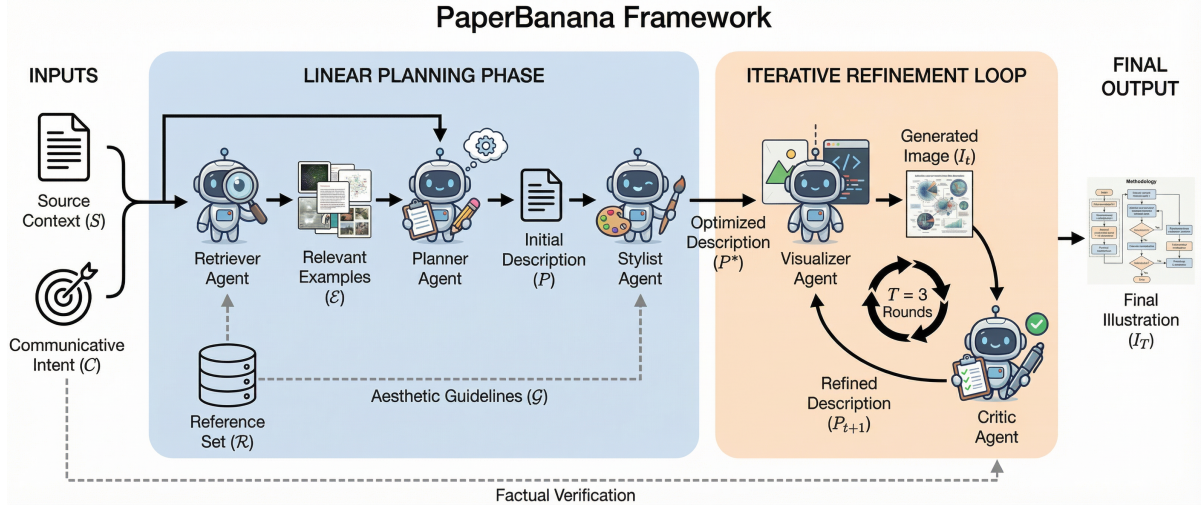 PaperBanana Framework
INPUTS
Source
Context (S)
Communicative
Intent (C)
LINEAR PLANNING PHASE
Retriever
Agent
Relevant
Examples
(ℰ)
Planner
Agent
Initial
Description
(P)
Stylist
Agent
Reference
Set (ℛ)
Aesthetic Guidelines (𝒢)
Optimized
Description
(P*)
ITERATIVE REFINEMENT LOOP
</>
Visualizer
Agent
Generated
Image (I_t)
T = 3
Rounds
Refined
Description
(P_{t+1})
Critic
Agent
Factual Verification
FINAL
OUTPUT
Methodology
Final
Illustration
(I_T)